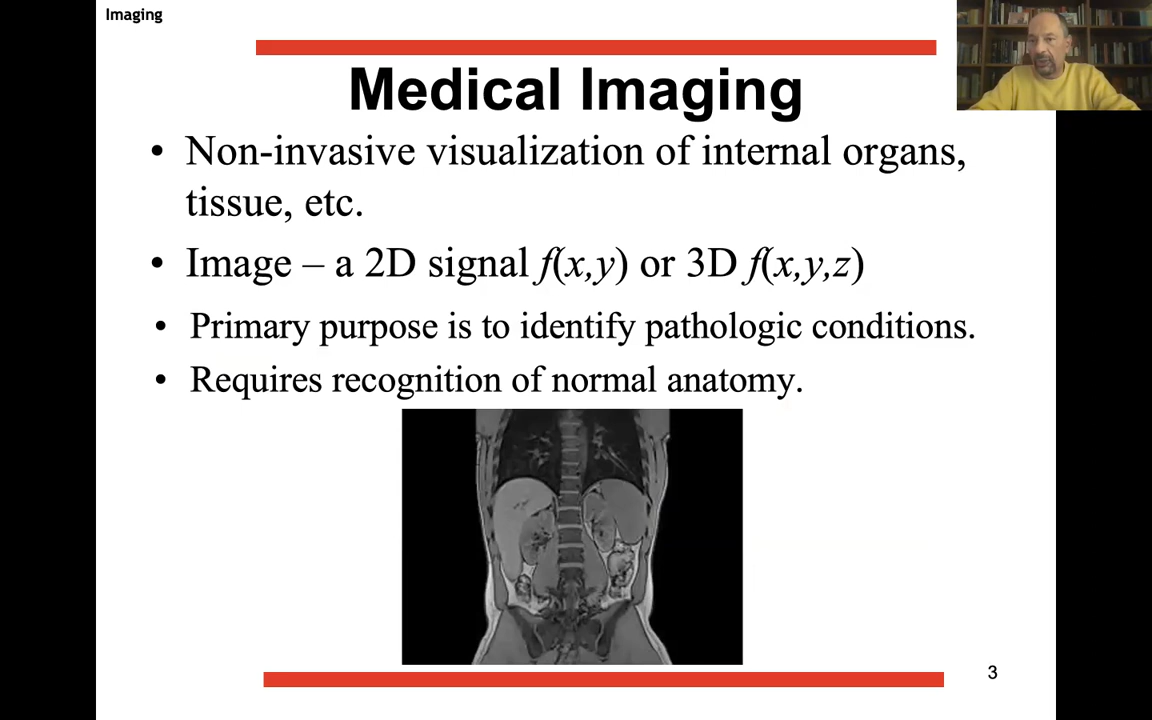 Imaging
Medical Imaging
• Non-invasive visualization of internal organs,
tissue, etc.
• Image – a 2D signal f(x,y) or 3D f(x,y,z)
• Primary purpose is to identify pathologic conditions.
• Requires recognition of normal anatomy.
3